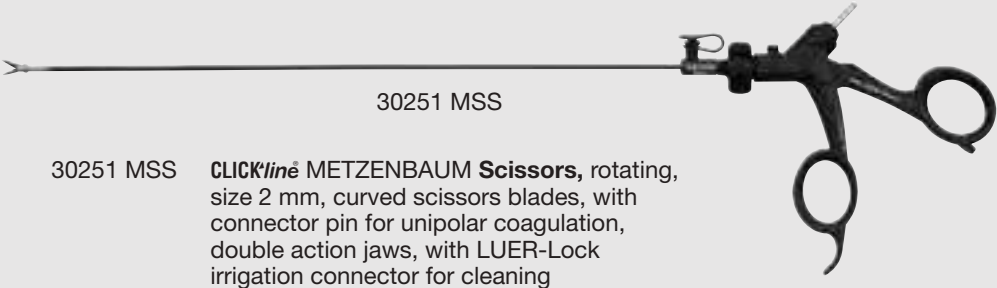 30251 MSS
30251 MSS CLICK'line® METZENBAUM Scissors, rotating,
size 2 mm, curved scissors blades, with
connector pin for unipolar coagulation,
double action jaws, with LUER-Lock
irrigation connector for cleaning